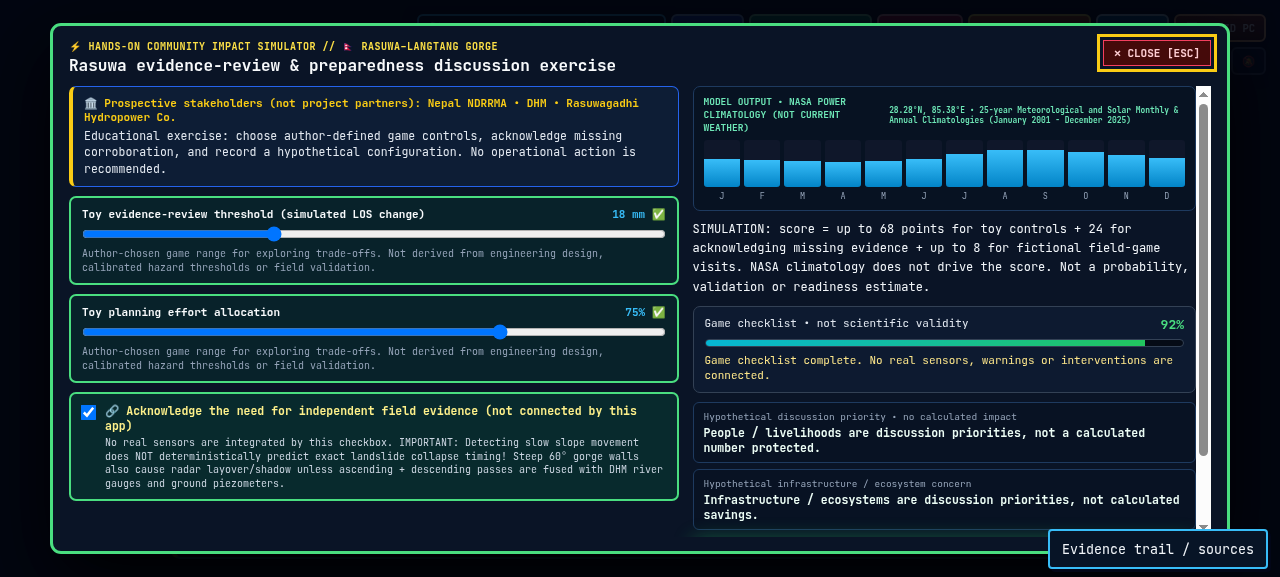 ⚡ HANDS-ON COMMUNITY IMPACT SIMULATOR // 🇳🇵 RASUWA-LANGTANG GORGE
Rasuwa evidence-review & preparedness discussion exercise
× CLOSE [ESC]
🏛️ Prospective stakeholders (not project partners): Nepal NDRRMA • DHM • Rasuwagadhi
Hydropower Co.
Educational exercise: choose author-defined game controls, acknowledge missing
corroboration, and record a hypothetical configuration. No operational action is
recommended.
Toy evidence-review threshold (simulated LOS change) 18 mm ✅
Author-chosen game range for exploring trade-offs. Not derived from engineering design,
calibrated hazard thresholds or field validation.
Toy planning effort allocation 75% ✅
Author-chosen game range for exploring trade-offs. Not derived from engineering design,
calibrated hazard thresholds or field validation.
🔗 Acknowledge the need for independent field evidence (not connected by this
app)
No real sensors are integrated by this checkbox. IMPORTANT: Detecting slow slope movement
does NOT deterministically predict exact landslide collapse timing! Steep 60° gorge walls
also cause radar layover/shadow unless ascending + descending passes are fused with DHM river
gauges and ground piezometers.
MODEL OUTPUT • NASA POWER
CLIMATOLOGY (NOT CURRENT
WEATHER)
28.28°N, 85.38°E • 25-year Meteorological and Solar Monthly &
Annual Climatologies (January 2001 - December 2025)
J F M A M J J A S O N D
SIMULATION: score = up to 68 points for toy controls + 24 for
acknowledging missing evidence + up to 8 for fictional field-game
visits. NASA climatology does not drive the score. Not a probability,
validation or readiness estimate.
Game checklist • not scientific validity 92%
Game checklist complete. No real sensors, warnings or interventions are
connected.
Hypothetical discussion priority • no calculated impact
People / livelihoods are discussion priorities, not a calculated
number protected.
Hypothetical infrastructure / ecosystem concern
Infrastructure / ecosystems are discussion priorities, not calculated
savings.
Evidence trail / sources